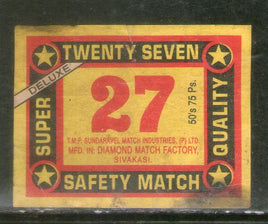 TWENTY SEVEN
DELUXE
SUPER
27
50's 75 Ps.
QUALITY
T.M.P. SUNDARAVEL MATCH INDUSTRIES, (P) LTD
MFD. IN: DIAMOND MATCH FACTORY,
SIVAKASI.
SAFETY MATCH